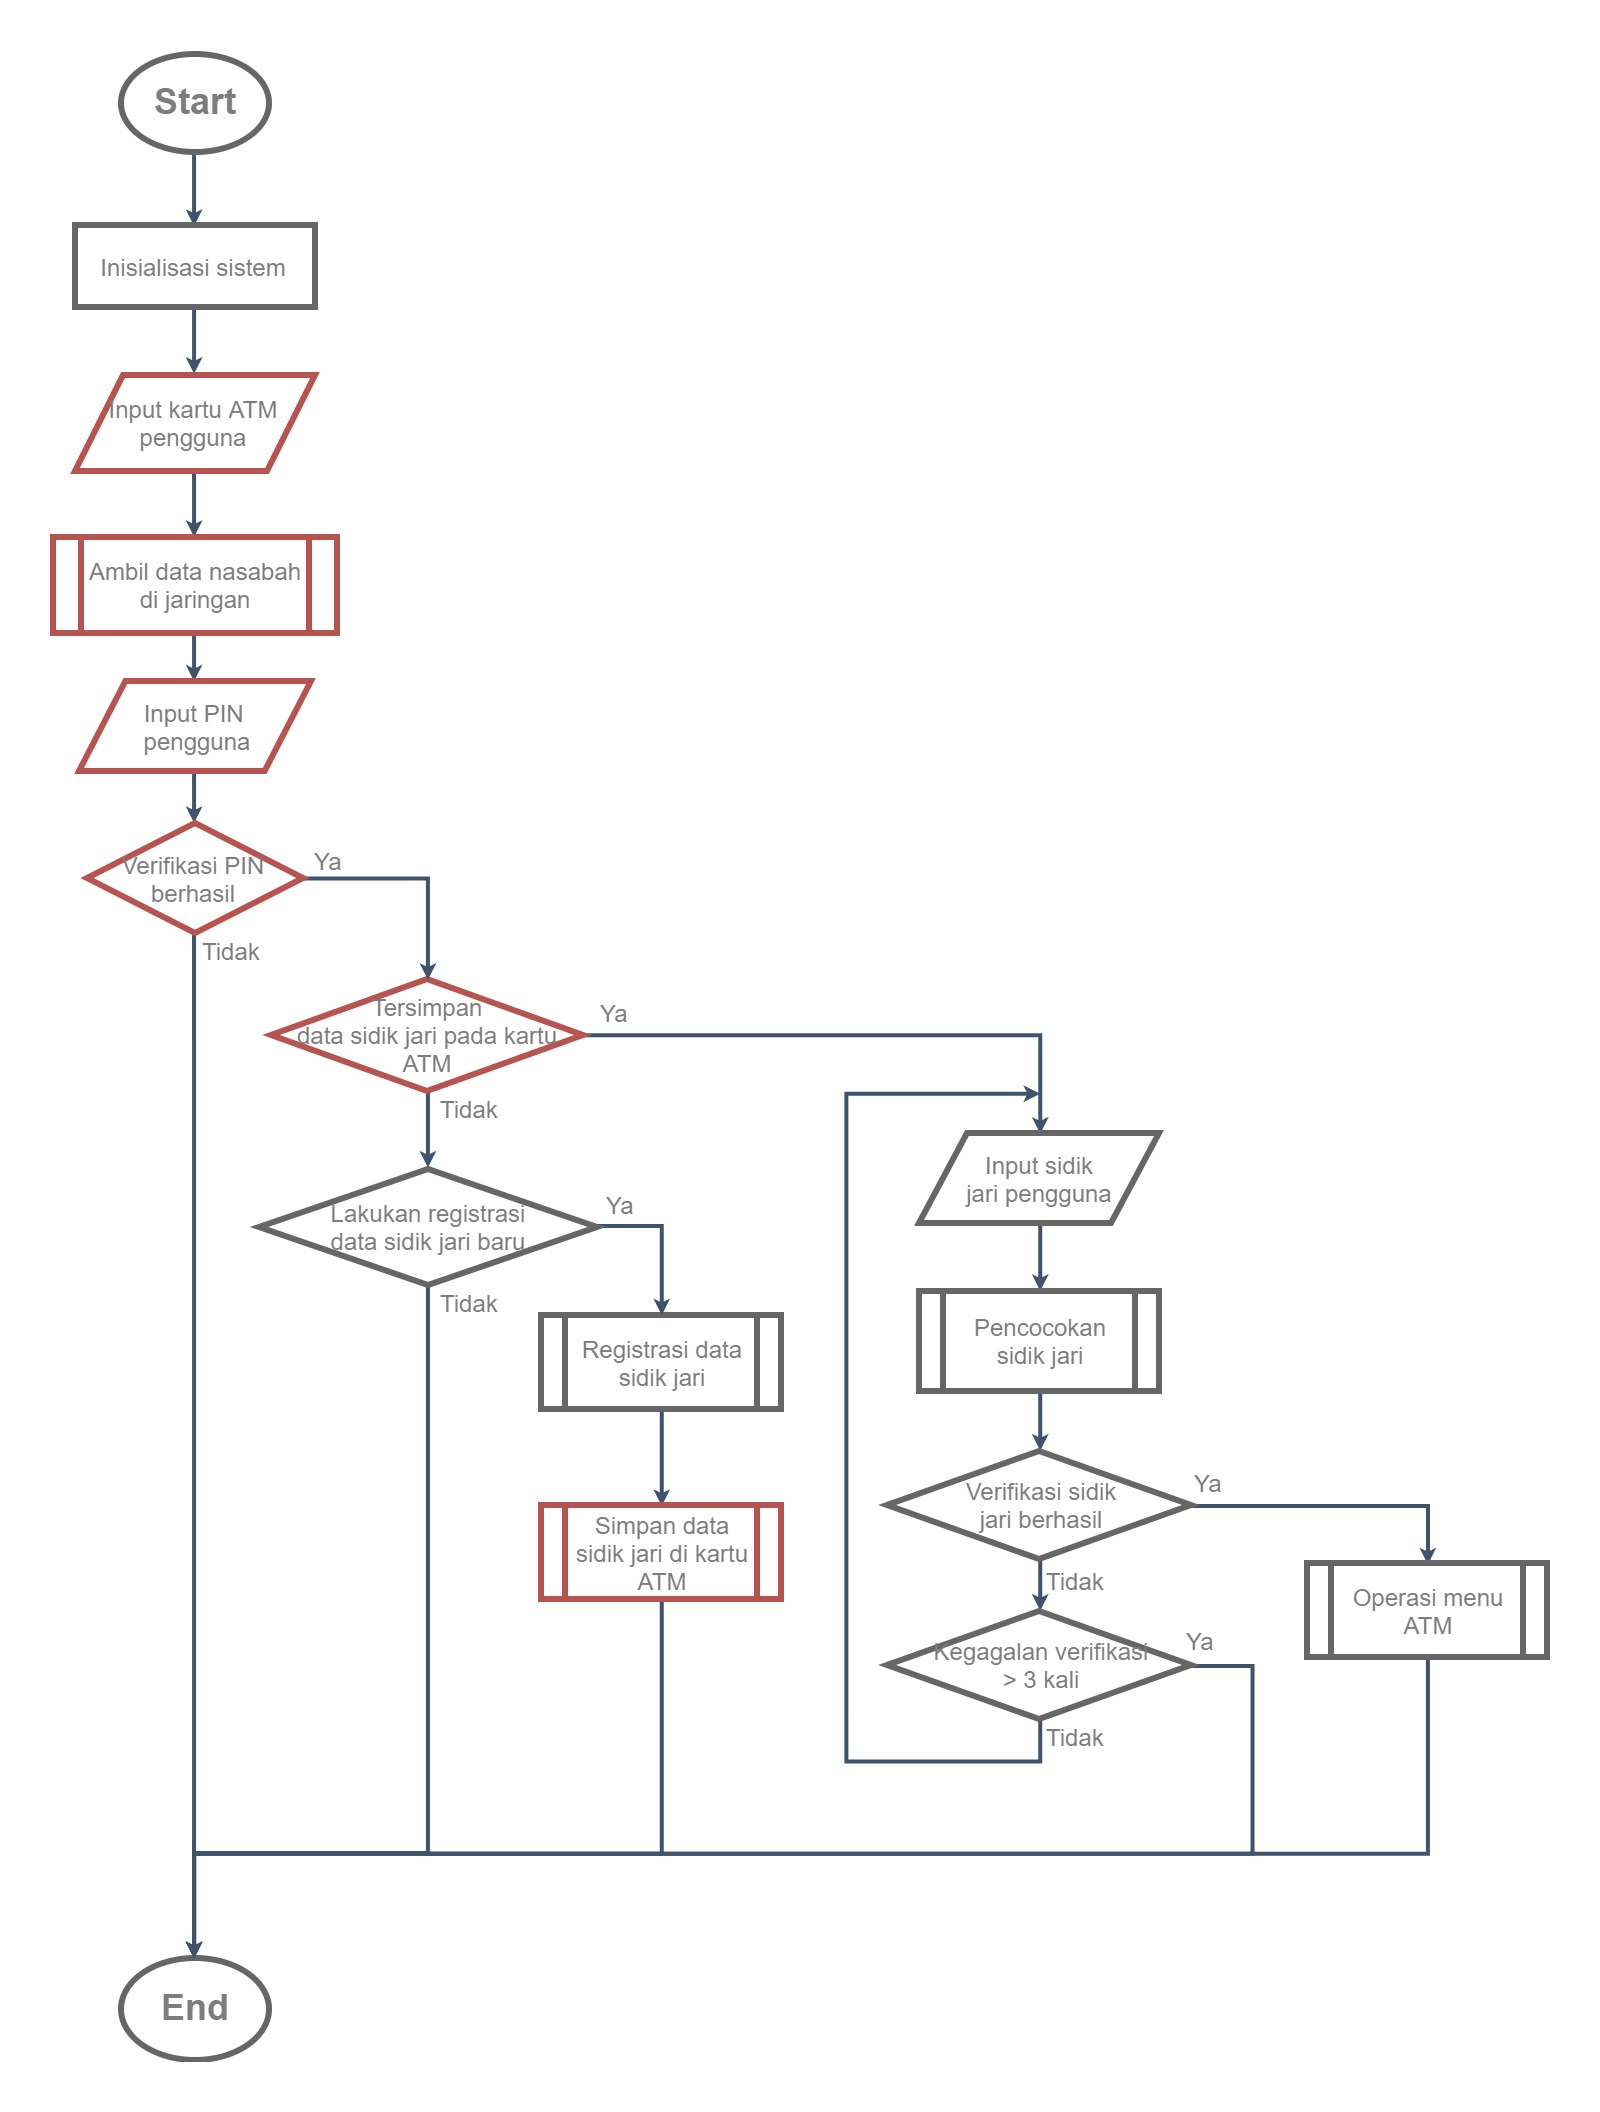 Start
Inisialisasi sistem
Input kartu ATM
pengguna
Ambil data nasabah
di jaringan
Input PIN
pengguna
Verifikasi PIN
berhasil
Ya
Tidak
Tersimpan
data sidik jari pada kartu
ATM
Ya
Tidak
Lakukan registrasi
data sidik jari baru
Ya
Tidak
Registrasi data
sidik jari
Simpan data
sidik jari di kartu
ATM
Input sidik
jari pengguna
Pencocokan
sidik jari
Verifikasi sidik
jari berhasil
Ya
Tidak
Operasi menu
ATM
Kegagalan verifikasi
> 3 kali
Ya
Tidak
End